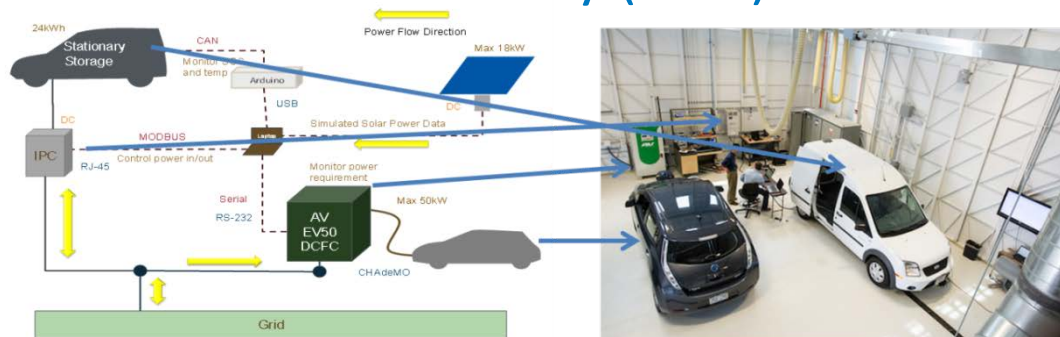 24kWh
Stationary
Storage
CAN
Monitor
and temp
Arduino
USB
Power Flow Direction
Max 18kW
DC
DC
Simulated Solar Power Data
MODBUS
Laptop
IPC
RJ-45
Control power in/out
Monitor power
requirement
Serial
RS-232
Max 50kW
AV
EV50
DCFC
CHAdeMO
Grid